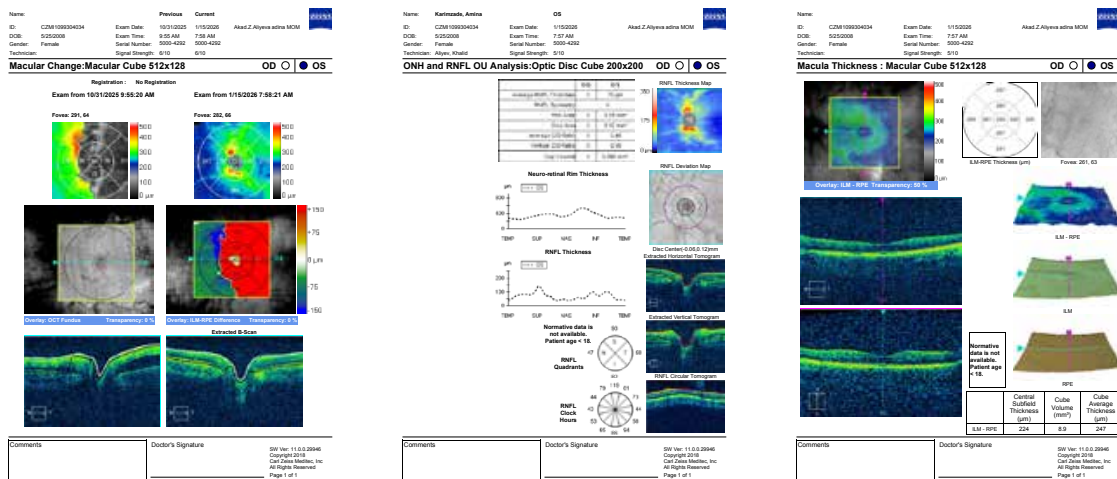 Name:
Previous Current
ZEISS
ID: CZMI1099304034 Exam Date: 10/31/2025 1/15/2026 Akad.Z.Aliyeva adina MOM
DOB: 5/25/2008 Exam Time: 9:55 AM 7:58 AM
Gender: Female Serial Number: 5000-4292 5000-4292
Technician: Signal Strength: 6/10 6/10
Macular Change:Macular Cube 512x128 OD OS
Registration : No Registration
Exam from 10/31/2025 9:55:20 AM Exam from 1/15/2026 7:58:21 AM
Fovea: 291, 64 Fovea: 282, 66
500
400
300
200
100
0 µm
500
400
300
200
100
0 µm
+150
+75
0 µm
-75
-150
Overlay: OCT Fundus Transparency: 0 %
Overlay: ILM-RPE Difference Transparency: 0 %
Extracted B-Scan
Comments
Doctor's Signature
SW Ver: 11.0.0.29946
Copyright 2018
Carl Zeiss Meditec, Inc
All Rights Reserved
Page 1 of 1
Name: Karimzade, Amina OS
ZEISS
ID: CZMI1099304034 Exam Date: 1/15/2026 Akad.Z.Aliyeva adina MOM
DOB: 5/25/2008 Exam Time: 7:57 AM
Gender: Female Serial Number: 5000-4292
Technician: Aliyev, Khalid Signal Strength: 5/10
ONH and RNFL OU Analysis:Optic Disc Cube 200x200 OD OS
RNFL Thickness Map
350
175
0 µm
RNFL Deviation Map
Neuro-retinal Rim Thickness
µm
OS
TEMP SUP NAS INF TEMP
Disc Center(-0.06,0.12)mm
Extracted Horizontal Tomogram
RNFL Thickness
µm
OS
200
100
0
TEMP SUP NAS INF TEMP
Extracted Vertical Tomogram
Normative data is
not available.
Patient age < 18.
RNFL
Quadrants
RNFL Circular Tomogram
RNFL
Clock
Hours
Comments
Doctor's Signature
SW Ver: 11.0.0.29946
Copyright 2018
Carl Zeiss Meditec, Inc
All Rights Reserved
Page 1 of 1
Name:
ZEISS
ID: CZMI1099304034 Exam Date: 1/15/2026 Akad.Z.Aliyeva adina MOM
DOB: 5/25/2008 Exam Time: 7:57 AM
Gender: Female Serial Number: 5000-4292
Technician: Signal Strength: 5/10
Macula Thickness : Macular Cube 512x128 OD OS
500
400
300
200
100
0 µm
Overlay: ILM - RPE Transparency: 50 %
ILM-RPE Thickness (µm)
Fovea: 261, 63
ILM - RPE
ILM
RPE
Normative
data is not
available.
Patient age
< 18.
Central Subfield Thickness (µm) Cube Volume (mm³) Cube Average Thickness (µm)
ILM - RPE 224 8.9 247
Comments
Doctor's Signature
SW Ver: 11.0.0.29946
Copyright 2018
Carl Zeiss Meditec, Inc
All Rights Reserved
Page 1 of 1